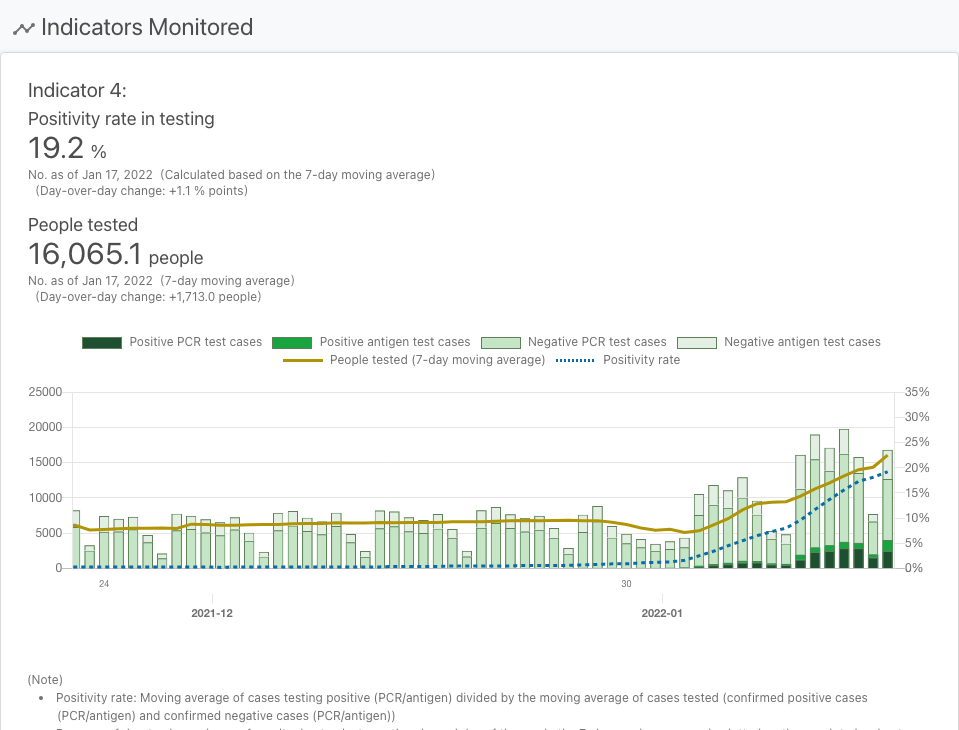 Indicators Monitored
Indicator 4:
Positivity rate in testing
19.2 %
No. as of Jan 17, 2022 (Calculated based on the 7-day moving average)
(Day-over-day change: +1.1 % points)
People tested
16,065.1 people
No. as of Jan 17, 2022 (7-day moving average)
(Day-over-day change: +1,713.0 people)
Positive PCR test cases Positive antigen test cases Negative PCR test cases Negative antigen test cases
People tested (7-day moving average) Positivity rate
25000 35%
30%
20000
25%
15000 20%
15%
10000
10%
5000
5%
0 0%
24 30
2021-12 2022-01
(Note)
• Positivity rate: Moving average of cases testing positive (PCR/antigen) divided by the moving average of cases tested (confirmed positive cases
(PCR/antigen) and confirmed negative cases (PCR/antigen))